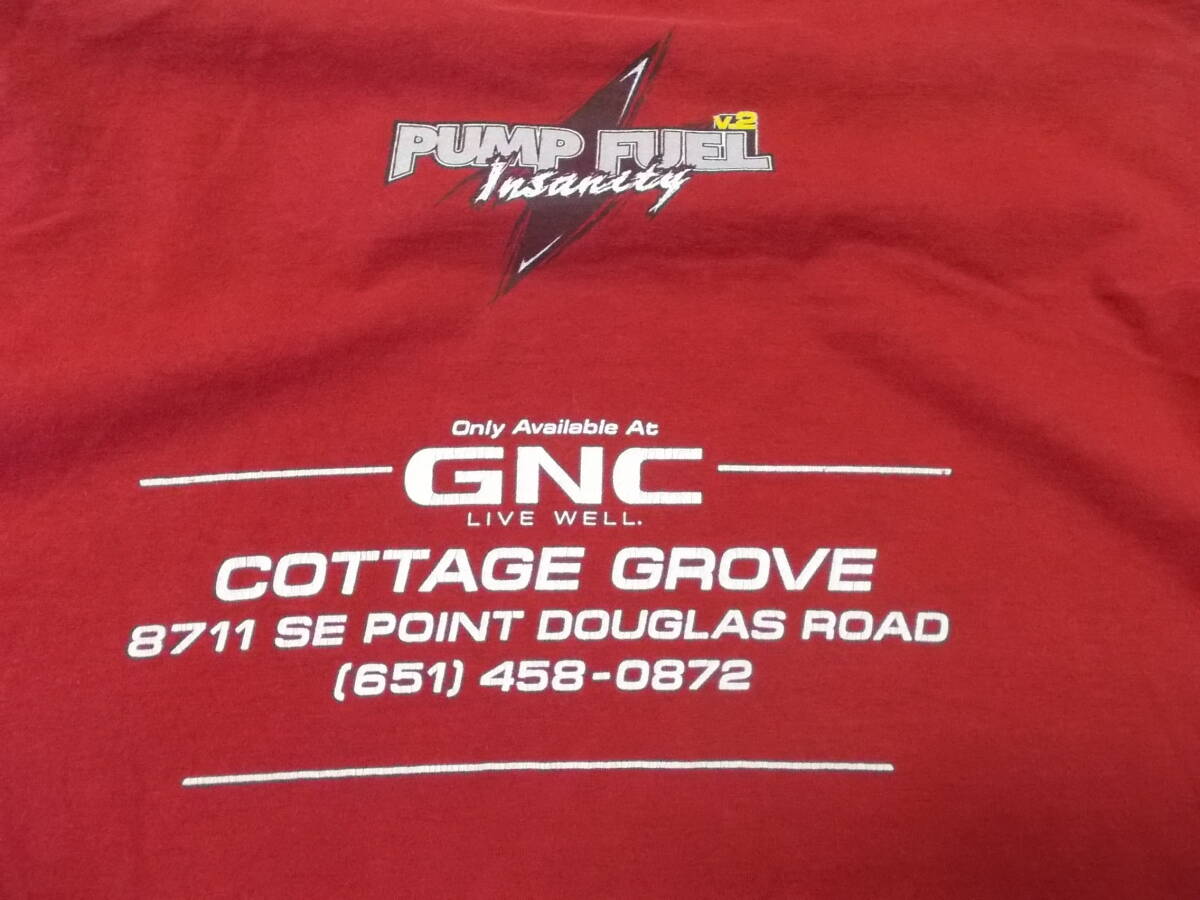 PUMP FUEL v.2
Insanity
Only Available At
GNC
LIVE WELL.
COTTAGE GROVE
8711 SE POINT DOUGLAS ROAD
(651) 458-0872